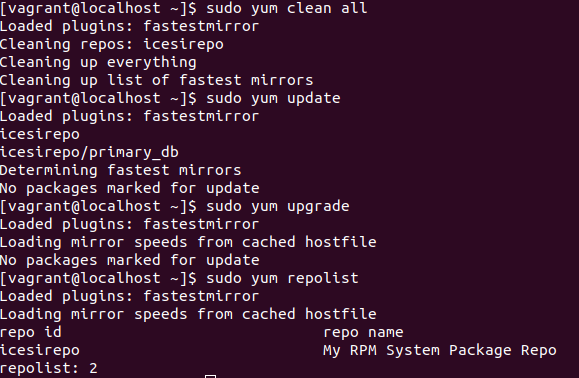 [vagrant@localhost ~]$ sudo yum clean all
Loaded plugins: fastestmirror
Cleaning repos: icesirepo
Cleaning up everything
Cleaning up list of fastest mirrors
[vagrant@localhost ~]$ sudo yum update
Loaded plugins: fastestmirror
icesirepo
icesirepo/primary_db
Determining fastest mirrors
No packages marked for update
[vagrant@localhost ~]$ sudo yum upgrade
Loaded plugins: fastestmirror
Loading mirror speeds from cached hostfile
No packages marked for update
[vagrant@localhost ~]$ sudo yum repolist
Loaded plugins: fastestmirror
Loading mirror speeds from cached hostfile
repo id repo name
icesirepo My RPM System Package Repo
repolist: 2